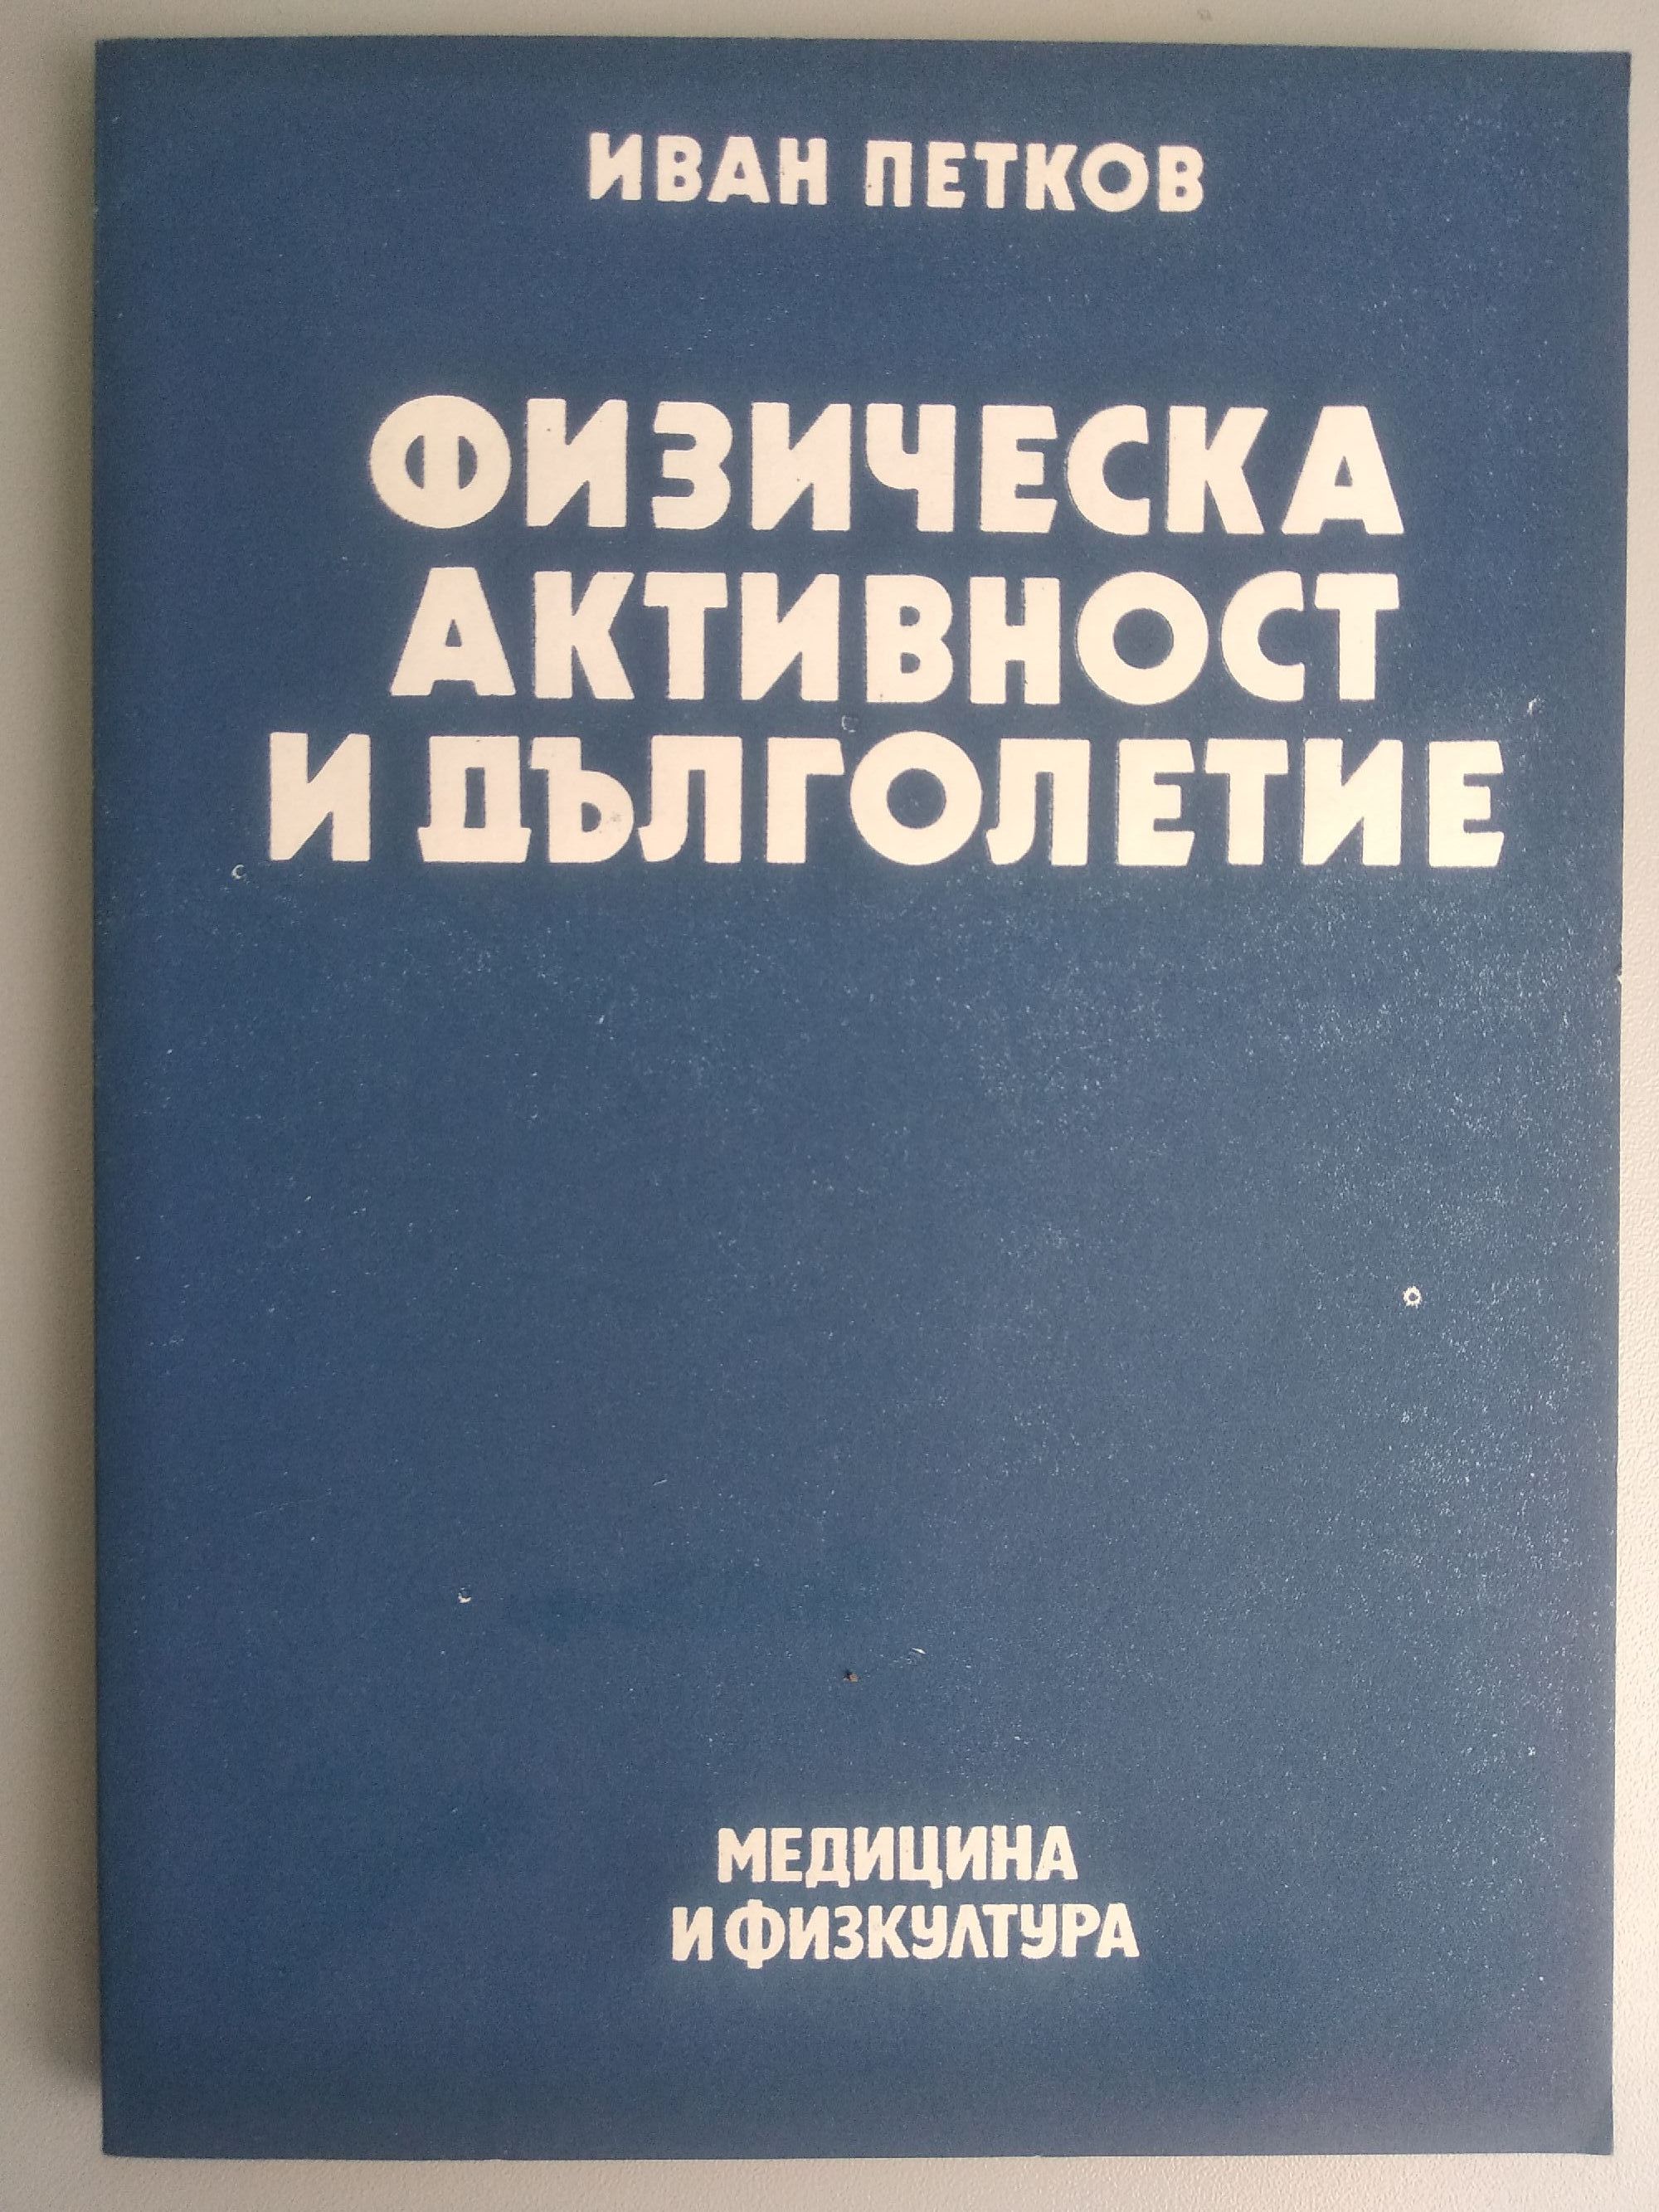 ИВАН ПЕТКОВ
ФИЗИЧЕСКА
АКТИВНОСТ
И ДЪЛГОЛЕТИЕ
МЕДИЦИНА
И ФИЗКУЛТУРА